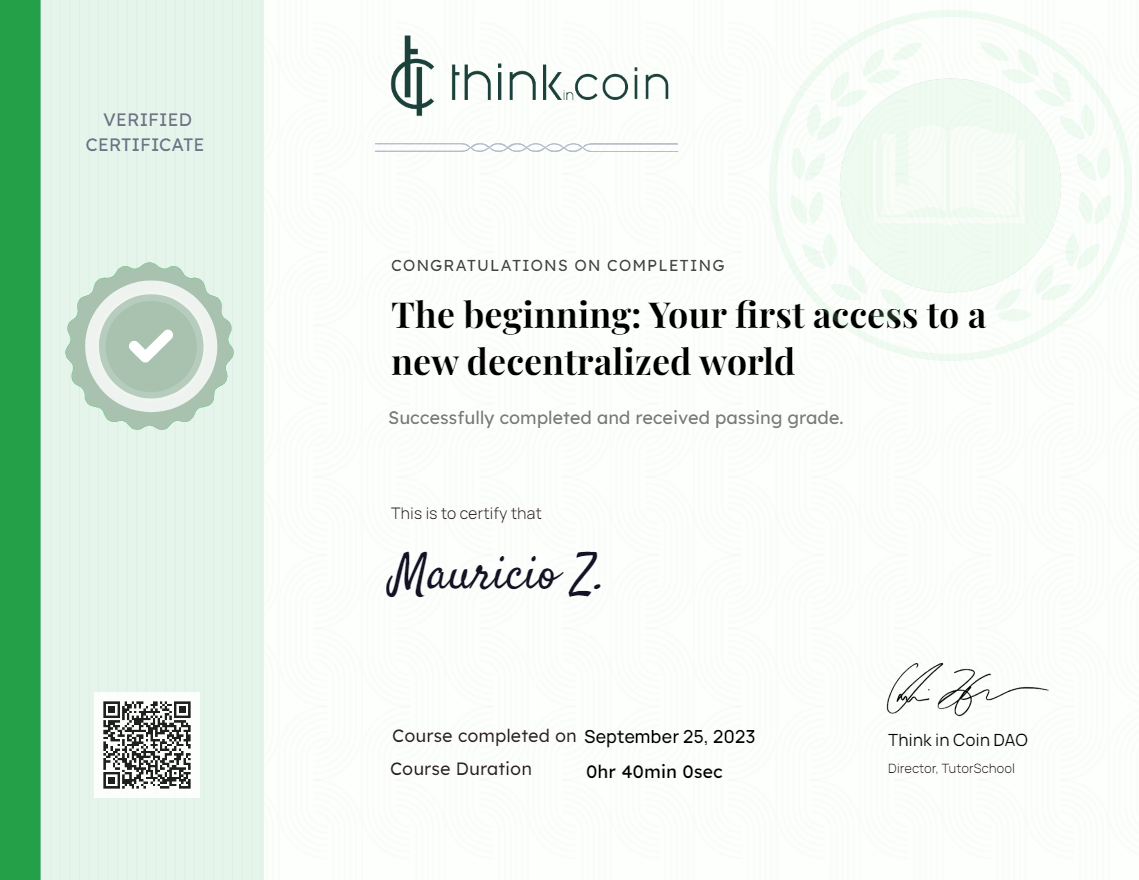 VERIFIED
CERTIFICATE
think in coin
CONGRATULATIONS ON COMPLETING
The beginning: Your first access to a
new decentralized world
Successfully completed and received passing grade.
This is to certify that
Mauricio Z.
Course completed on September 25, 2023
Course Duration 0hr 40min 0sec
Think in Coin DAO
Director, TutorSchool